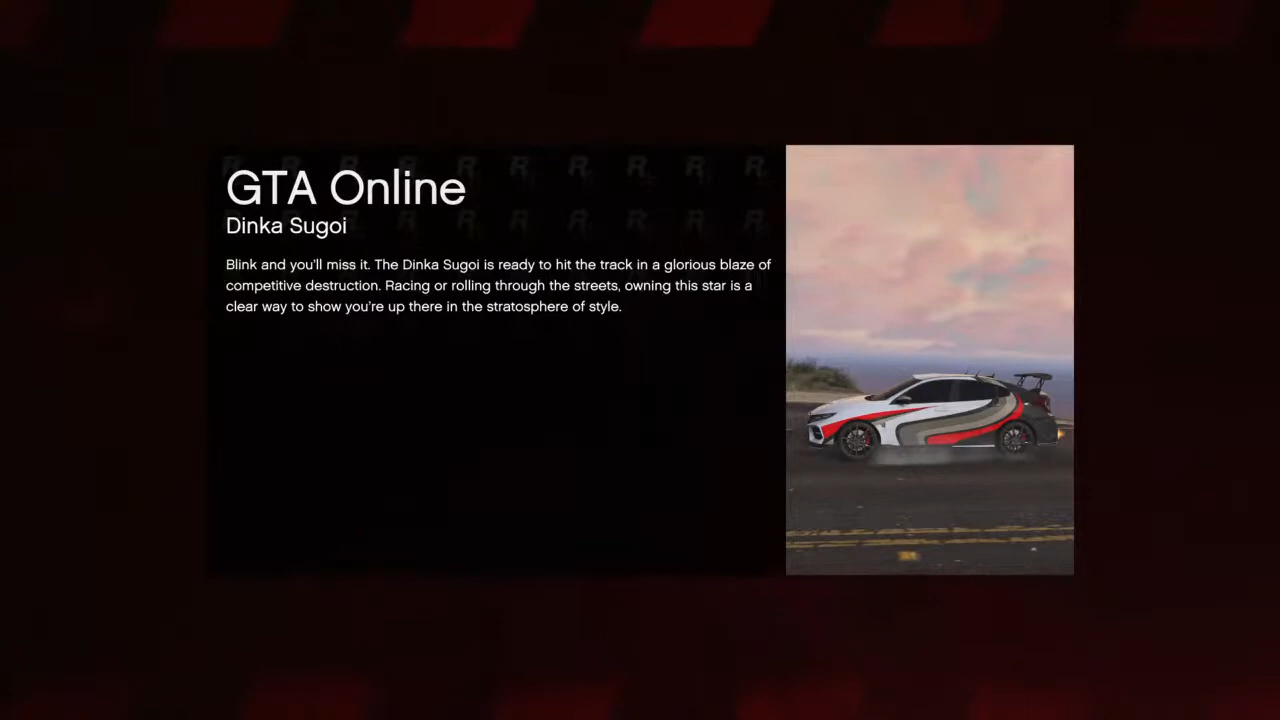 GTA Online
Dinka Sugoi
Blink and you'll miss it. The Dinka Sugoi is ready to hit the track in a glorious blaze of
competitive destruction. Racing or rolling through the streets, owning this star is a
clear way to show you're up there in the stratosphere of style.